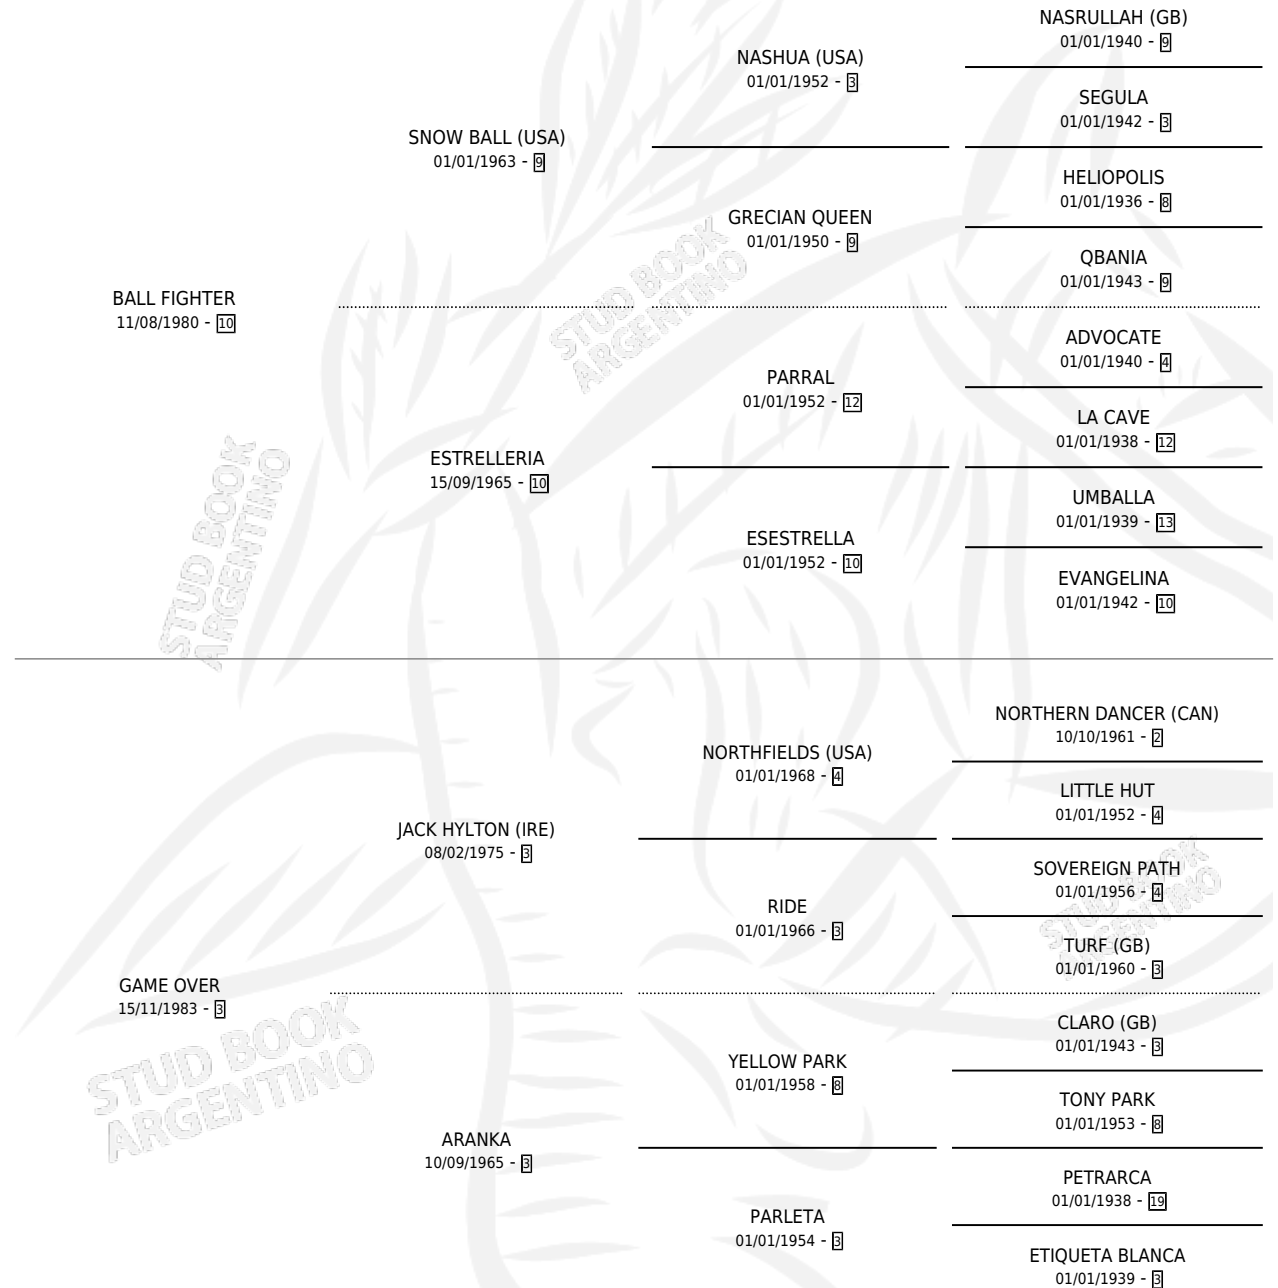 NASRULLAH (GB)
01/01/1940 - 9
NASHUA (USA)
01/01/1952 - 3
SEGULA
01/01/1942 - 3
SNOW BALL (USA)
01/01/1963 - 9
HELIOPOLIS
01/01/1936 - 8
GRECIAN QUEEN
01/01/1950 - 9
QBANIA
01/01/1943 - 9
BALL FIGHTER
11/08/1980 - 10
STUD BOOK
ARGENTINO
ADVOCATE
01/01/1940 - 4
PARRAL
01/01/1952 - 12
LA CAVE
01/01/1938 - 12
ESTRELLERIA
15/09/1965 - 10
UMBALLA
01/01/1939 - 13
ESESTRELLA
01/01/1952 - 10
EVANGELINA
01/01/1942 - 10
STUD BOOK
ARGENTINO
NORTHERN DANCER (CAN)
10/10/1961 - 2
NORTHFIELDS (USA)
01/01/1968 - 4
LITTLE HUT
01/01/1952 - 4
JACK HYLTON (IRE)
08/02/1975 - 3
SOVEREIGN PATH
01/01/1956 - 4
RIDE
01/01/1966 - 3
STUD BOOK
ARGENTINO
TURF (GB)
01/01/1960 - 3
GAME OVER
15/11/1983 - 3
CLARO (GB)
01/01/1943 - 3
YELLOW PARK
01/01/1958 - 8
STUD BOOK
ARGENTINO
TONY PARK
01/01/1953 - 8
ARANKA
10/09/1965 - 3
PETRARCA
01/01/1938 - 19
PARLETA
01/01/1954 - 3
ETIQUETA BLANCA
01/01/1939 - 3